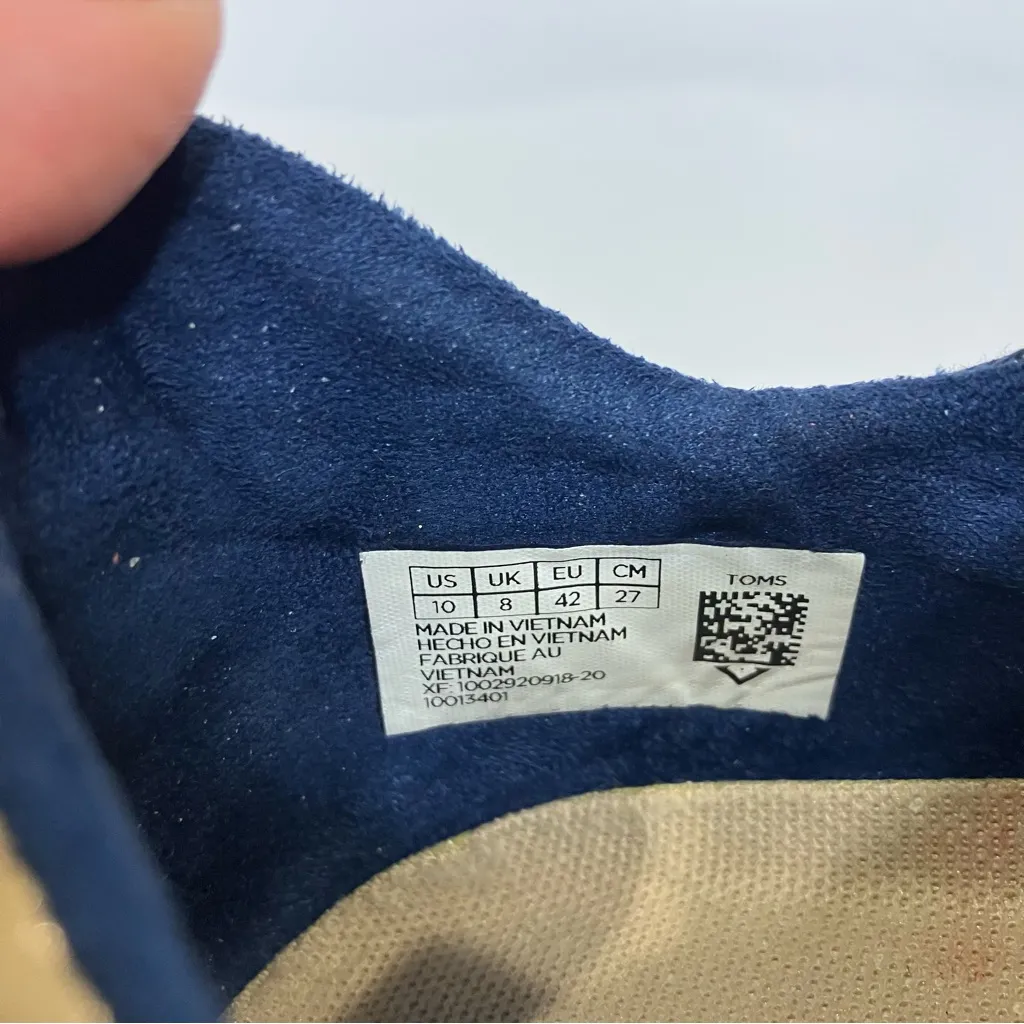 US UK EU CM
10 8 42 27
MADE IN VIETNAM
HECHO EN VIETNAM
FABRIQUE AU
VIETNAM
XF: 1002920918-20
10013401
TOMS